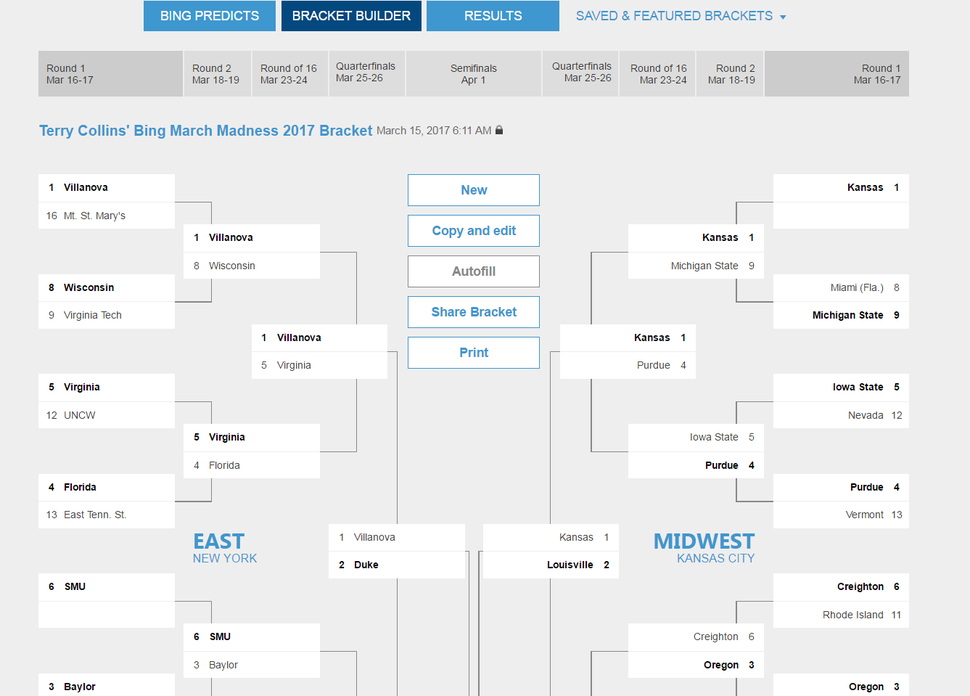 BING PREDICTS
BRACKET BUILDER
RESULTS
SAVED & FEATURED BRACKETS
Round 1
Mar 16-17
Round 2
Mar 18-19
Round of 16
Mar 23-24
Quarterfinals
Mar 25-26
Semifinals
Apr 1
Quarterfinals
Mar 25-26
Round of 16
Mar 23-24
Round 2
Mar 18-19
Round 1
Mar 16-17
Terry Collins' Bing March Madness 2017 Bracket March 15, 2017 6:11 AM
1 Villanova
16 Mt. St. Mary's
8 Wisconsin
9 Virginia Tech
5 Virginia
12 UNCW
4 Florida
13 East Tenn. St.
6 SMU
3 Baylor
1 Villanova
8 Wisconsin
5 Virginia
4 Florida
6 SMU
3 Baylor
1 Villanova
5 Virginia
EAST
NEW YORK
1 Villanova
2 Duke
New
Copy and edit
Autofill
Share Bracket
Print
Kansas 1
Louisville 2
MIDWEST
KANSAS CITY
Kansas 1
Purdue 4
Kansas 1
Michigan State 9
Iowa State 5
Purdue 4
Creighton 6
Oregon 3
Kansas 1
Miami (Fla.) 8
Michigan State 9
Iowa State 5
Nevada 12
Purdue 4
Vermont 13
Creighton 6
Rhode Island 11
Oregon 3